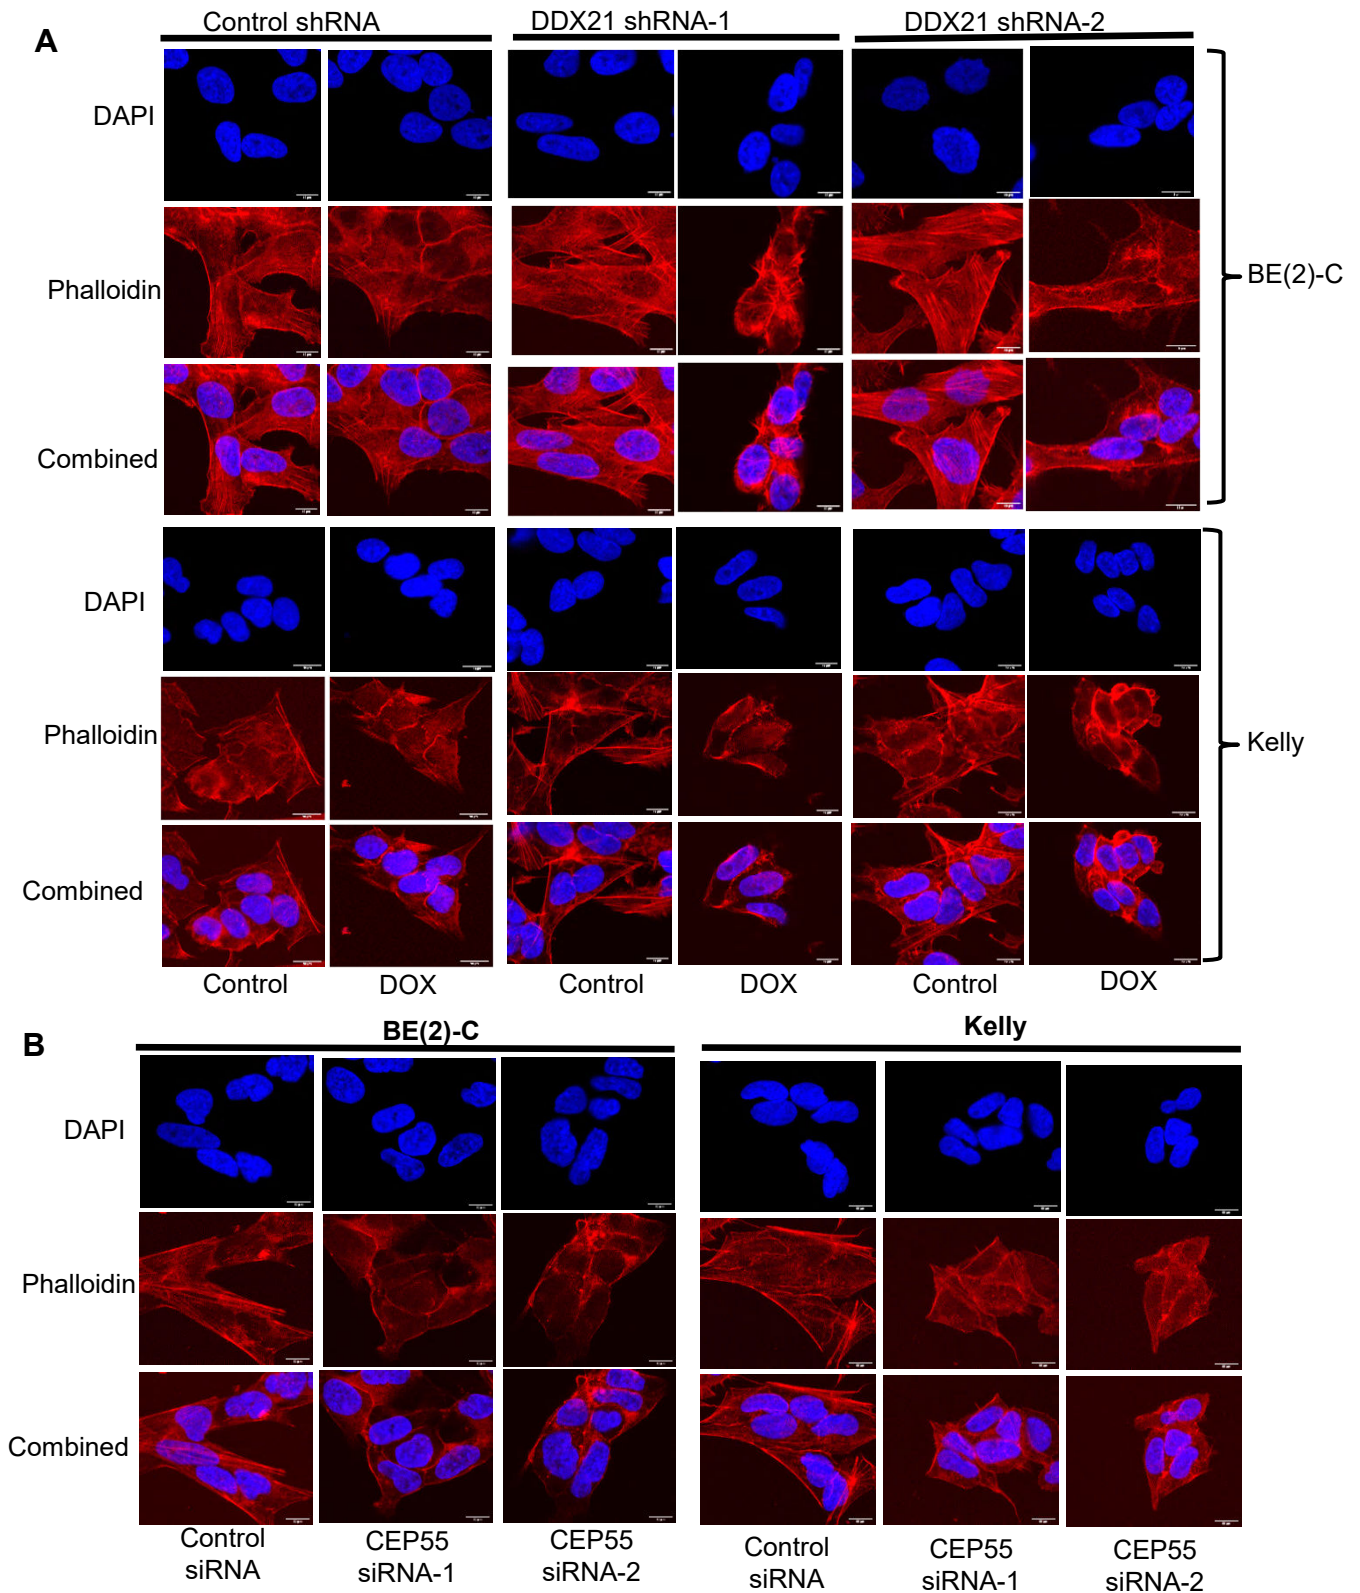 A
Control shRNA
DDX21 shRNA-1
DDX21 shRNA-2
DAPI
Phalloidin
BE(2)-C
Combined
DAPI
Phalloidin
Kelly
Combined
Control
DOX
Control
DOX
Control
DOX
B
BE(2)-C
Kelly
DAPI
Phalloidin
Combined
Control
siRNA
CEP55
siRNA-1
CEP55
siRNA-2
Control
siRNA
CEP55
siRNA-1
CEP55
siRNA-2